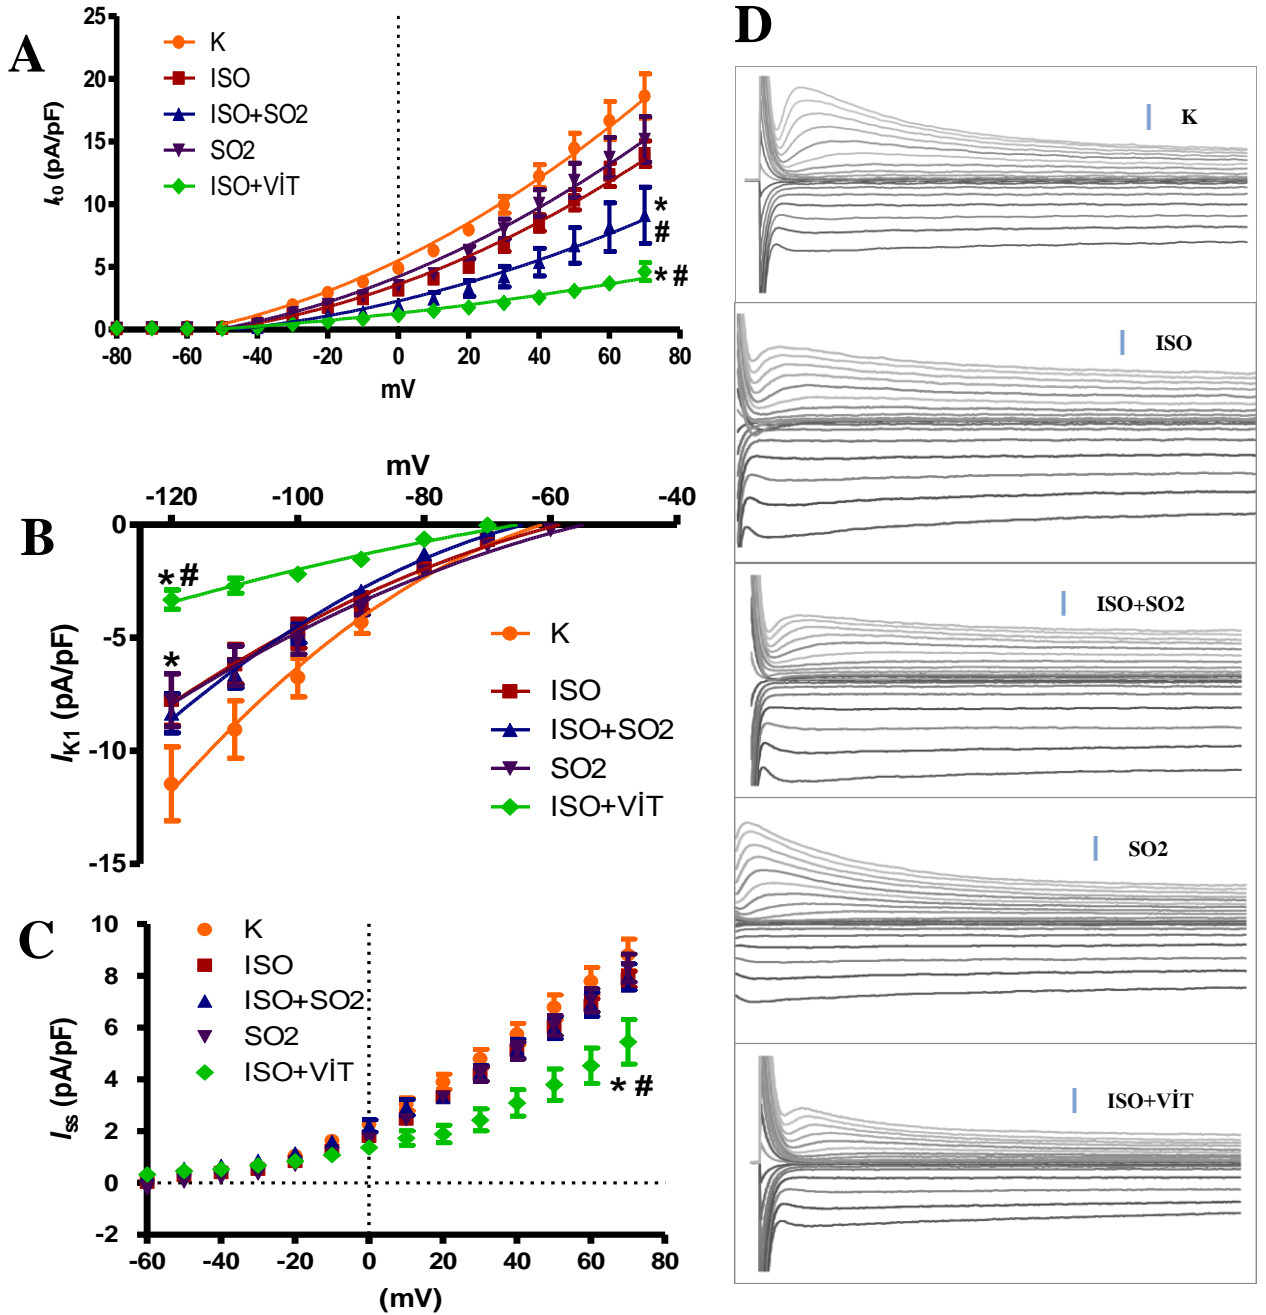 A
25
20
15
10
5
0
I_t0 (pA/pF)
K
ISO
ISO+SO2
SO2
ISO+VİT
*
#
* #
-80 -60 -40 -20 0 20 40 60 80
mV
B
mV
-120 -100 -80 -60 -40
0
-5
-10
-15
I_K1 (pA/pF)
* #
*
K
ISO
ISO+SO2
SO2
ISO+VİT
C
10
8
6
4
2
0
-2
I_ss (pA/pF)
K
ISO
ISO+SO2
SO2
ISO+VİT
* #
-60 -40 -20 0 20 40 60 80
(mV)
D
K
ISO
ISO+SO2
SO2
ISO+VİT